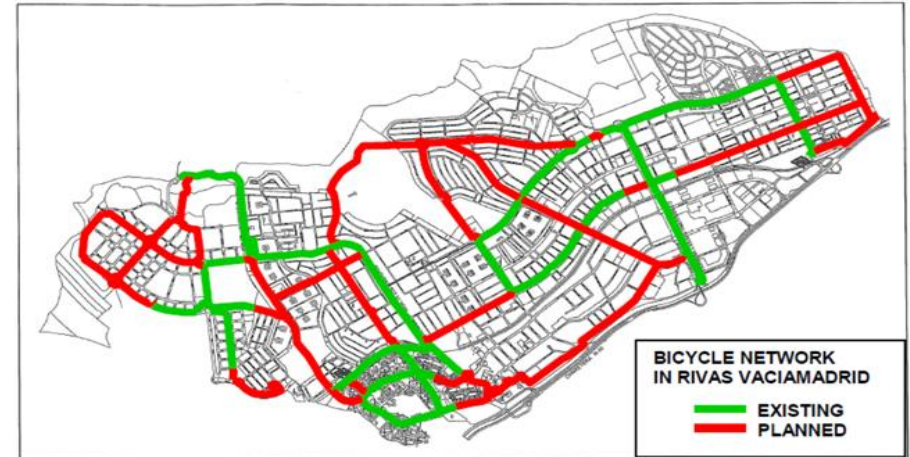 BICYCLE NETWORK
IN RIVAS VACIAMADRID
EXISTING
PLANNED